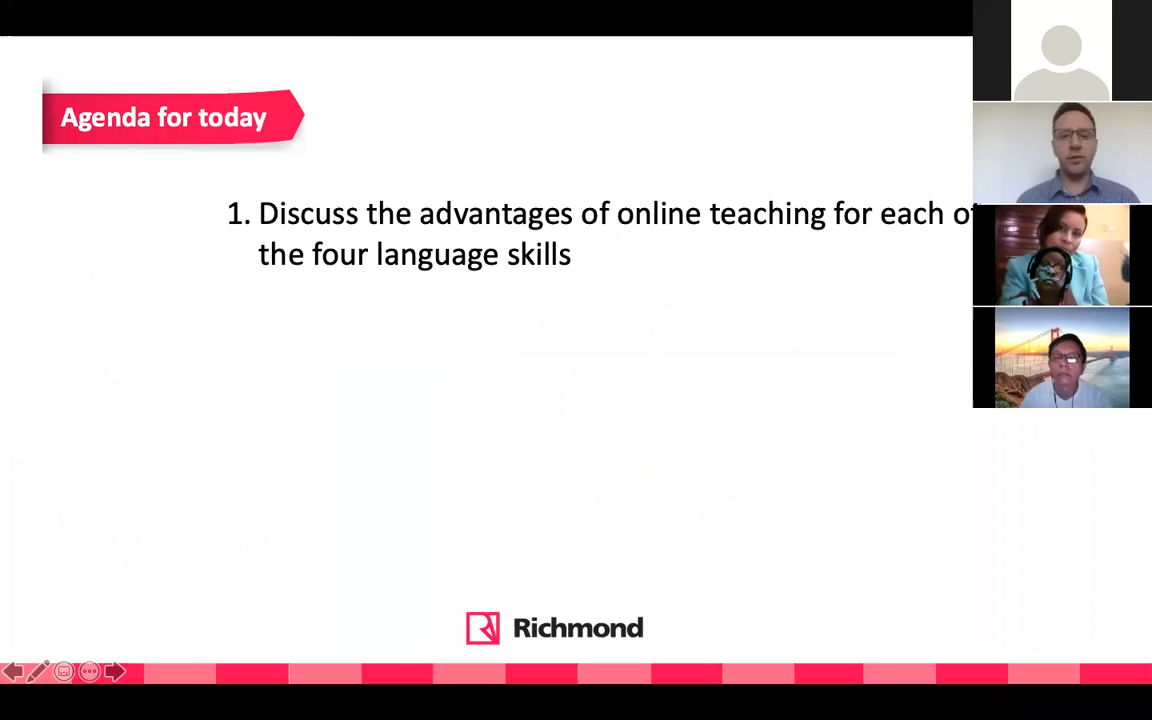 Agenda for today
1. Discuss the advantages of online teaching for each of
the four language skills
Richmond